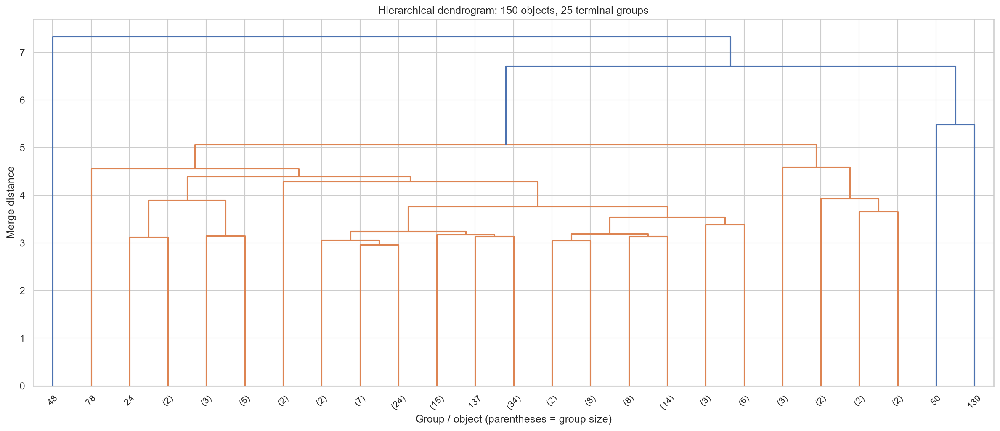 Hierarchical dendrogram: 150 objects, 25 terminal groups
7
6
5
4
3
2
1
0
Merge distance
48 78 24 (2) (3) (5) (2) (2) (7) (24) (15) 137 (34) (2) (8) (8) (14) (3) (6) (3) (2) (2) (2) 50 139
Group / object (parentheses = group size)